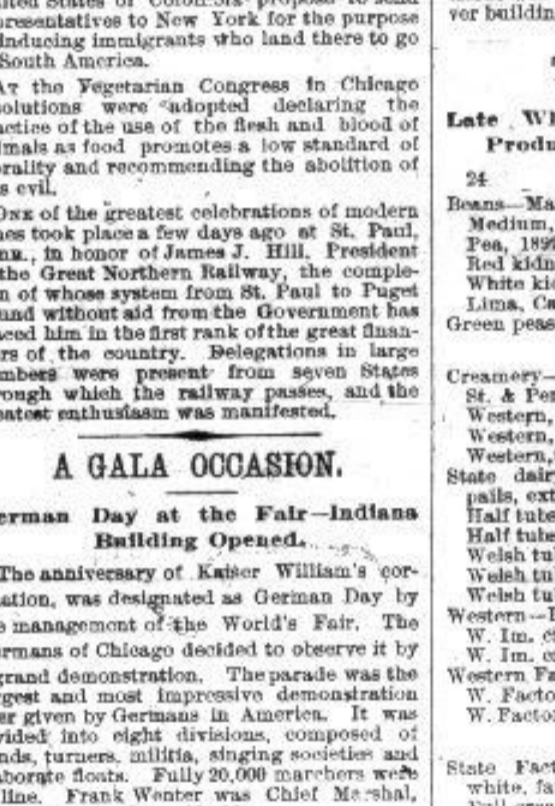 nited States of Colombia propose to send
presentatives to New York for the purpose
inducing immigrants who land there to go
South America.
AT the Vegetarian Congress in Chicago
solutions were adopted declaring the
actice of the use of the flesh and blood of
imals as food promotes a low standard of
orality and recommending the abolition of
s evil.
ONE of the greatest celebrations of modern
nes took place a few days ago at St. Paul,
nn., in honor of James J. Hill, President
the Great Northern Railway, the comple-
n of whose system from St. Paul to Puget
und without aid from the Government has
aced him in the first rank of the great finan-
rs of the country. Delegations in large
mbers were present from seven States
rough which the railway passes, and the
eatest enthusiasm was manifested.
A GALA OCCASION.
erman Day at the Fair—Indiana
Building Opened.
The anniversary of Kaiser William's cor-
ation, was designated as German Day by
e management of the World's Fair. The
rmans of Chicago decided to observe it by
grand demonstration. The parade was the
rgest and most impressive demonstration
er given by Germans in America. It was
vided into eight divisions, composed of
nds, turners, militia, singing societies and
aborate floats. Fully 20,000 marchers were
line. Frank Wenter was Chief Marshal,
ver buildin
Late Wh
Produ
24
Beans—Ma
Medium,
Pea, 189
Red kidn
White kid
Lima, Ca
Green peas
Creamery—
St. & Pen
Western,
Western,
Western,
State dair
pails, ext
Half tubs
Half tubs
Welsh tu
Welsh tu
Welsh tu
Western—I
W. Im. c
W. Im. c
Western Fa
W. Facto
W. Facto
State Fact
white, fa